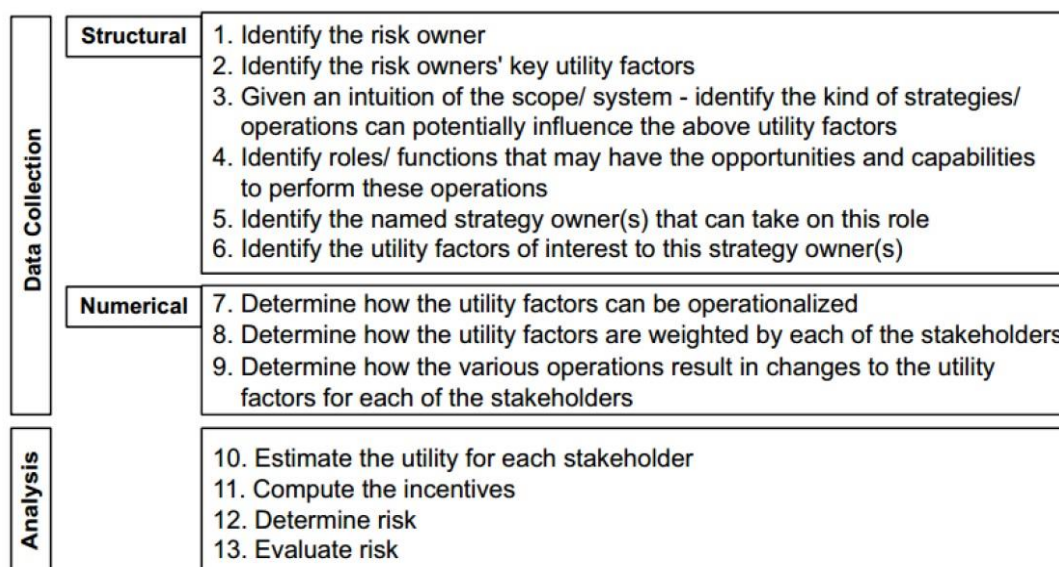 Data Collection
Structural
1. Identify the risk owner
2. Identify the risk owners' key utility factors
3. Given an intuition of the scope/ system - identify the kind of strategies/
operations can potentially influence the above utility factors
4. Identify roles/ functions that may have the opportunities and capabilities
to perform these operations
5. Identify the named strategy owner(s) that can take on this role
6. Identify the utility factors of interest to this strategy owner(s)
Numerical
7. Determine how the utility factors can be operationalized
8. Determine how the utility factors are weighted by each of the stakeholders
9. Determine how the various operations result in changes to the utility
factors for each of the stakeholders
Analysis
10. Estimate the utility for each stakeholder
11. Compute the incentives
12. Determine risk
13. Evaluate risk